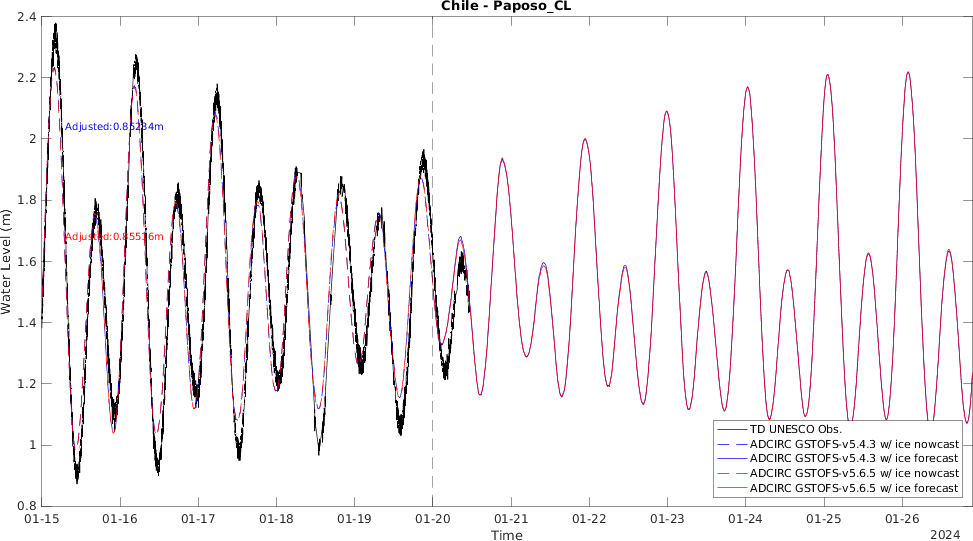 Chile - Paposo_CL
2.4
2.2
2
1.8
1.6
1.4
1.2
1
0.8
Water Level (m)
Adjusted:0.85234m
Adjusted:0.85516m
TD UNESCO Obs.
ADCIRC GSTOFS-v5.4.3 w/ ice nowcast
ADCIRC GSTOFS-v5.4.3 w/ ice forecast
ADCIRC GSTOFS-v5.6.5 w/ ice nowcast
ADCIRC GSTOFS-v5.6.5 w/ ice forecast
01-15 01-16 01-17 01-18 01-19 01-20 01-21 01-22 01-23 01-24 01-25 01-26
Time
2024